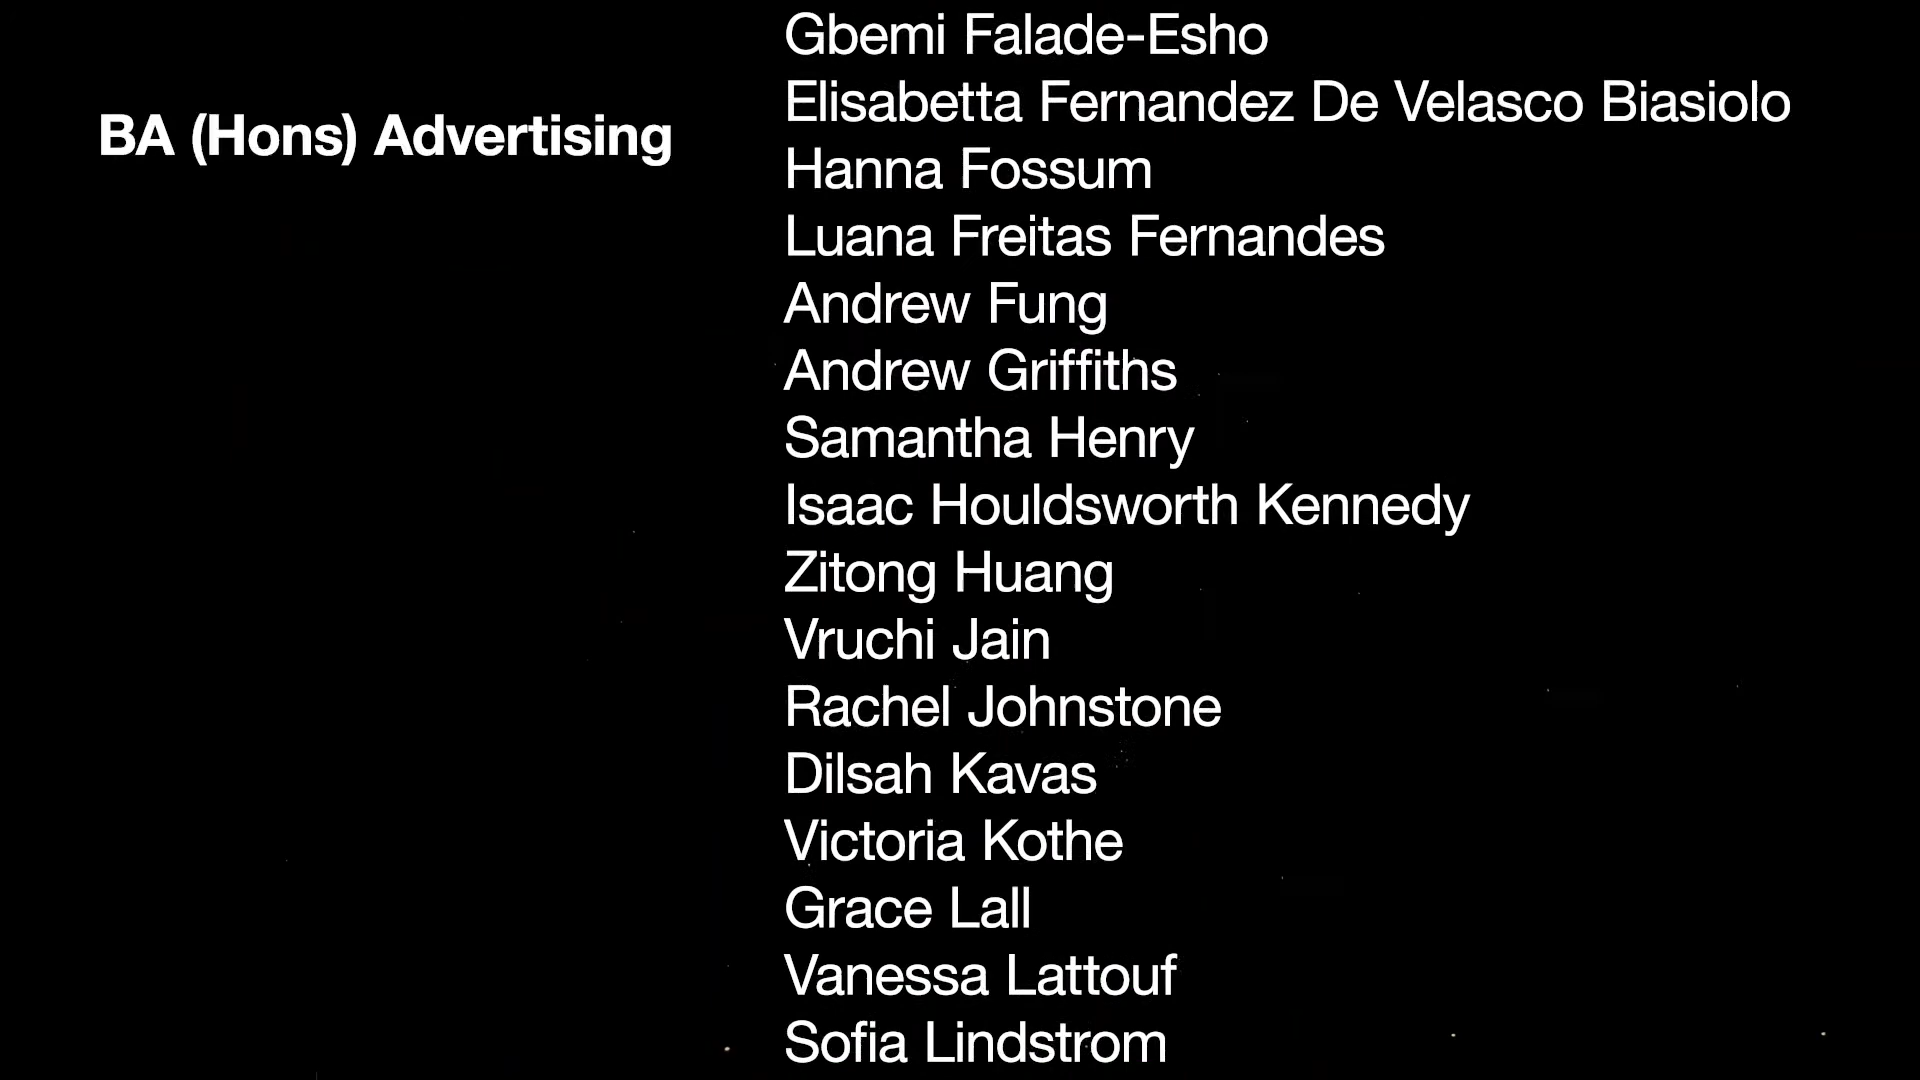 BA (Hons) Advertising
Gbemi Falade-Esho
Elisabetta Fernandez De Velasco Biasiolo
Hanna Fossum
Luana Freitas Fernandes
Andrew Fung
Andrew Griffiths
Samantha Henry
Isaac Houldsworth Kennedy
Zitong Huang
Vruchi Jain
Rachel Johnstone
Dilsah Kavas
Victoria Kothe
Grace Lall
Vanessa Lattouf
Sofia Lindstrom